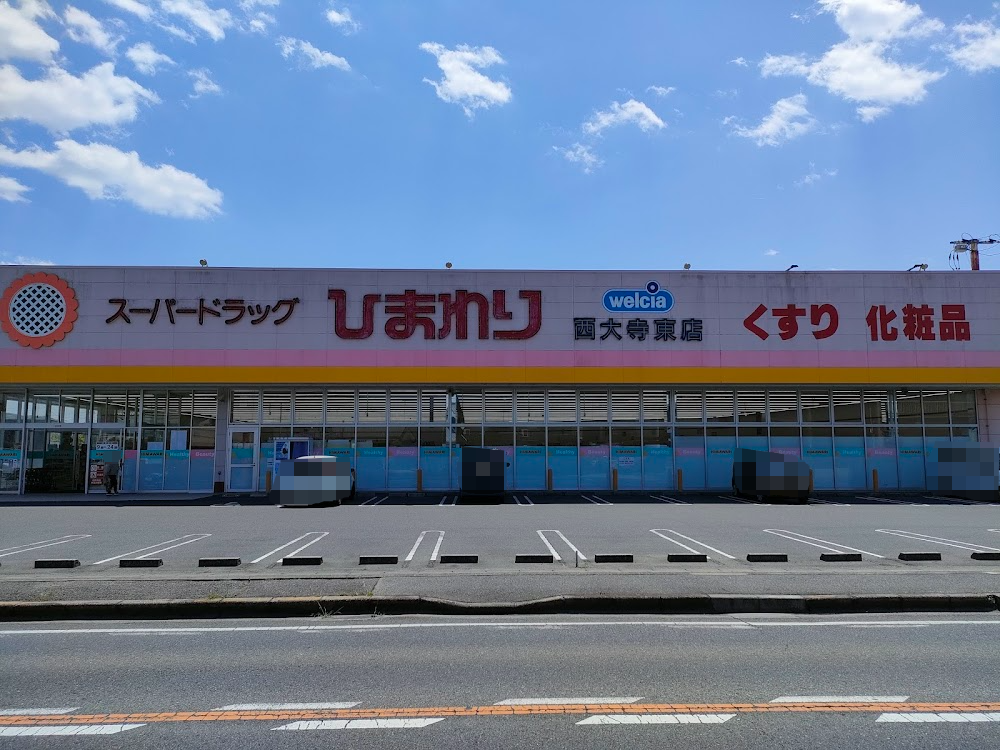 スーパードラッグ
ひまわり
welcia
西大寺東店
くすり 化粧品